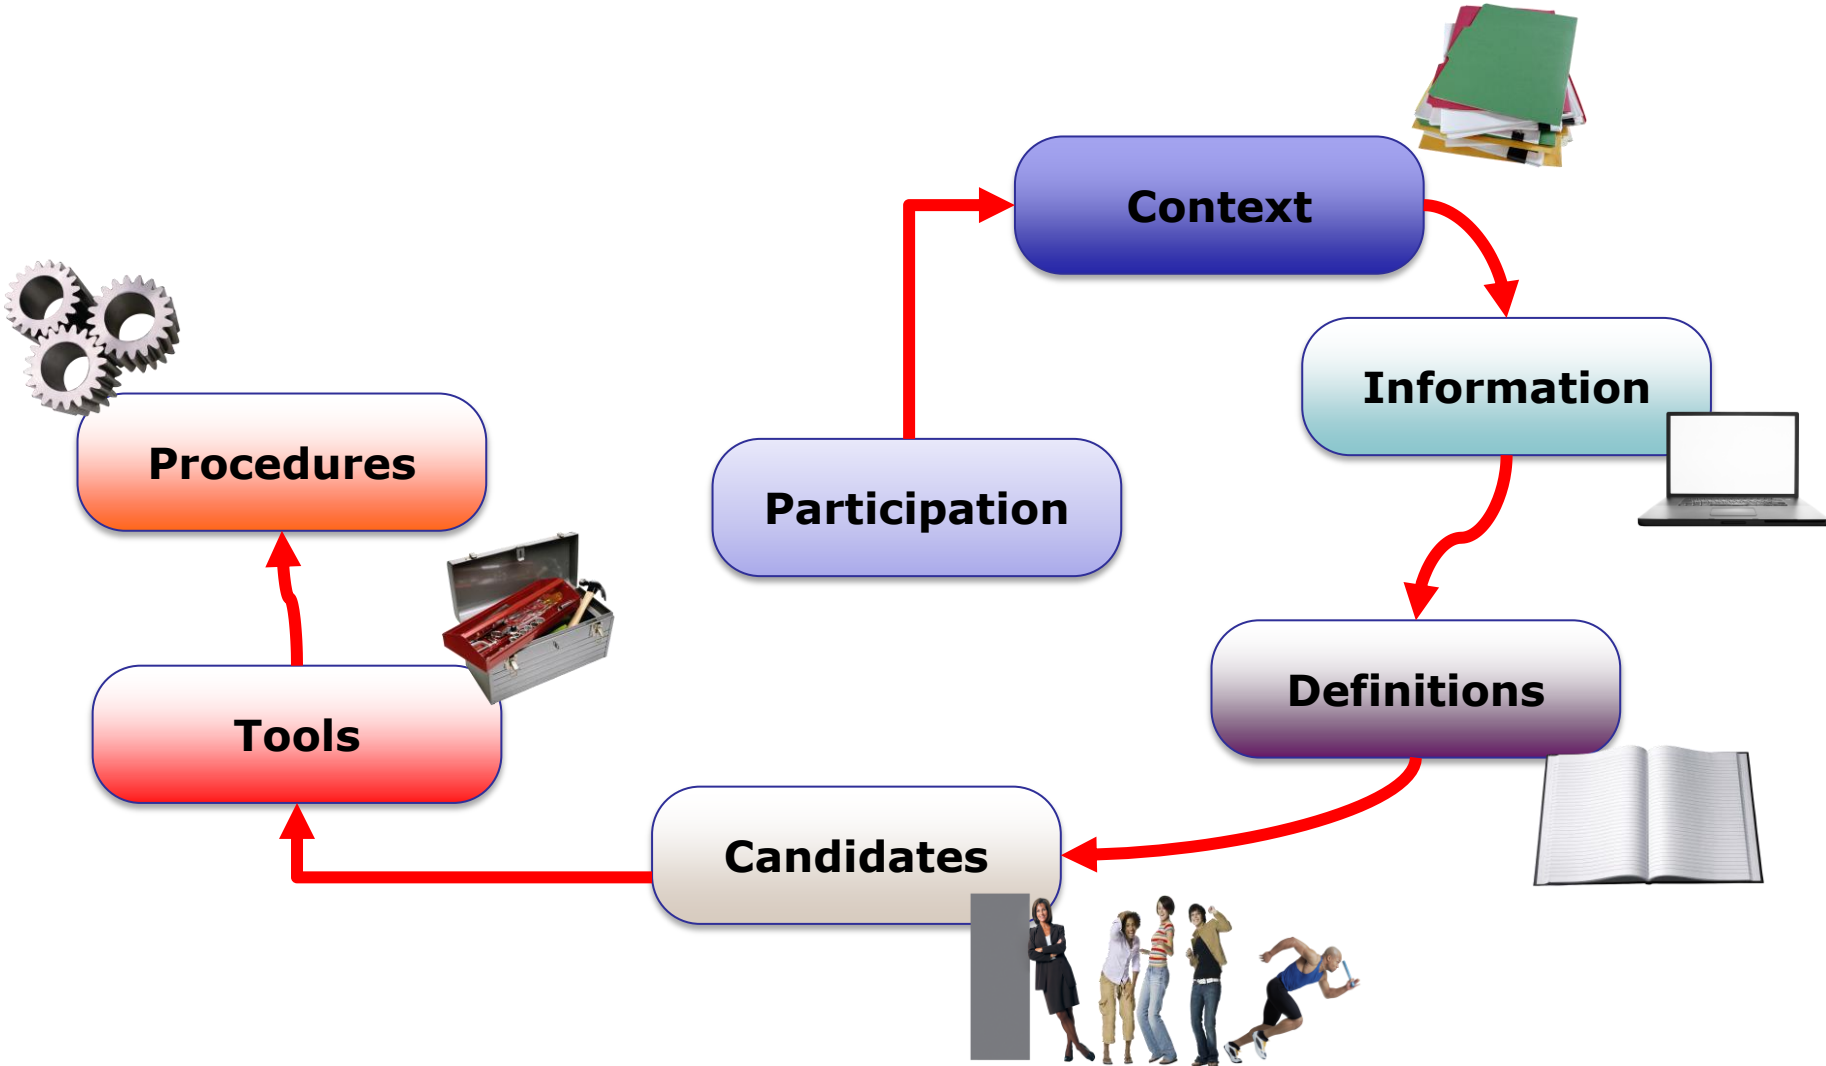 Context
Information
Procedures
Participation
Definitions
Tools
Candidates